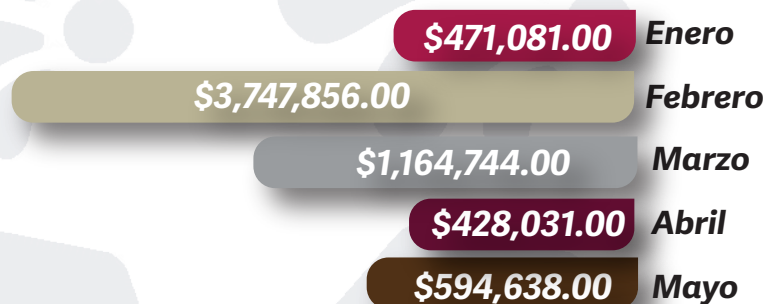 $471,081.00 Enero
$3,747,856.00 Febrero
$1,164,744.00 Marzo
$428,031.00 Abril
$594,638.00 Mayo